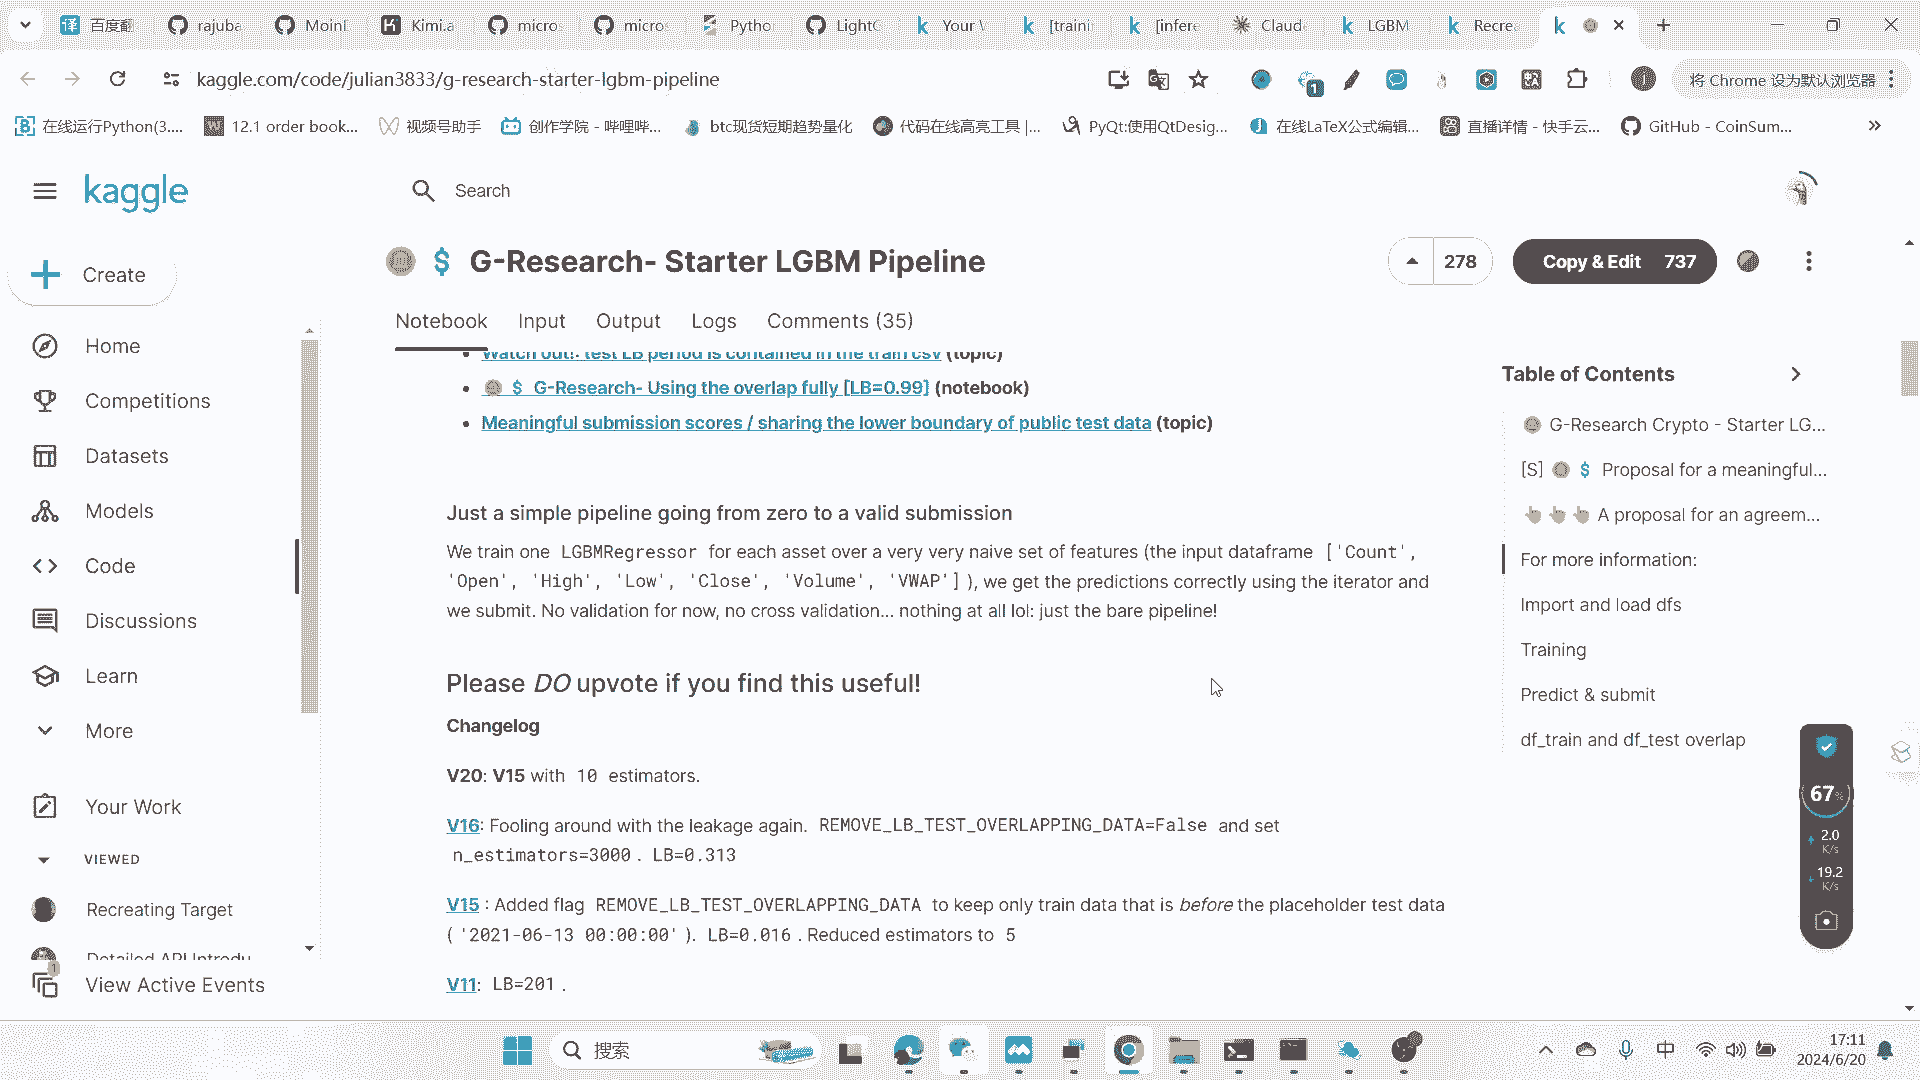 百度翻
rajuba
MoinI
Kimi.a
micros
micros
Pytho
LightG
Your W
[traini
[infere
Claud
LGBM
Recre
kaggle.com/code/julian3833/g-research-starter-lgbm-pipeline
将 Chrome 设为默认浏览器
在线运行Python(3....
12.1 order book...
视频号助手
创作学院 - 哔哩哔...
btc现货短期趋势量化
代码在线高亮工具 |...
PyQt:使用QtDesig...
在线LaTeX公式编辑...
直播详情 - 快手云...
GitHub - CoinSum...
kaggle
Search
Create
Home
Competitions
Datasets
Models
Code
Discussions
Learn
More
Your Work
VIEWED
Recreating Target
Detailed API Introdu
View Active Events
$ G-Research- Starter LGBM Pipeline
278
Copy & Edit 737
Notebook Input Output Logs Comments (35)
Watch out!: test LB period is contained in the train csv (topic)
$ G-Research- Using the overlap fully [LB=0.99] (notebook)
Meaningful submission scores / sharing the lower boundary of public test data (topic)
Just a simple pipeline going from zero to a valid submission
We train one LGBMRegressor for each asset over a very very naive set of features (the input dataframe ['Count',
'Open', 'High', 'Low', 'Close', 'Volume', 'VWAP'] ), we get the predictions correctly using the iterator and
we submit. No validation for now, no cross validation... nothing at all lol: just the bare pipeline!
Please DO upvote if you find this useful!
Changelog
V20: V15 with 10 estimators.
V16: Fooling around with the leakage again. REMOVE_LB_TEST_OVERLAPPING_DATA=False and set
n_estimators=3000 . LB=0.313
V15 : Added flag REMOVE_LB_TEST_OVERLAPPING_DATA to keep only train data that is before the placeholder test data
( '2021-06-13 00:00:00' ). LB=0.016 . Reduced estimators to 5
V11: LB=201 .
Table of Contents
G-Research Crypto - Starter LG...
[S] $ Proposal for a meaningful...
A proposal for an agreem...
For more information:
Import and load dfs
Training
Predict & submit
df_train and df_test overlap
67%
2.0
K/s
19.2
K/s
搜索
中
17:11
2024/6/20